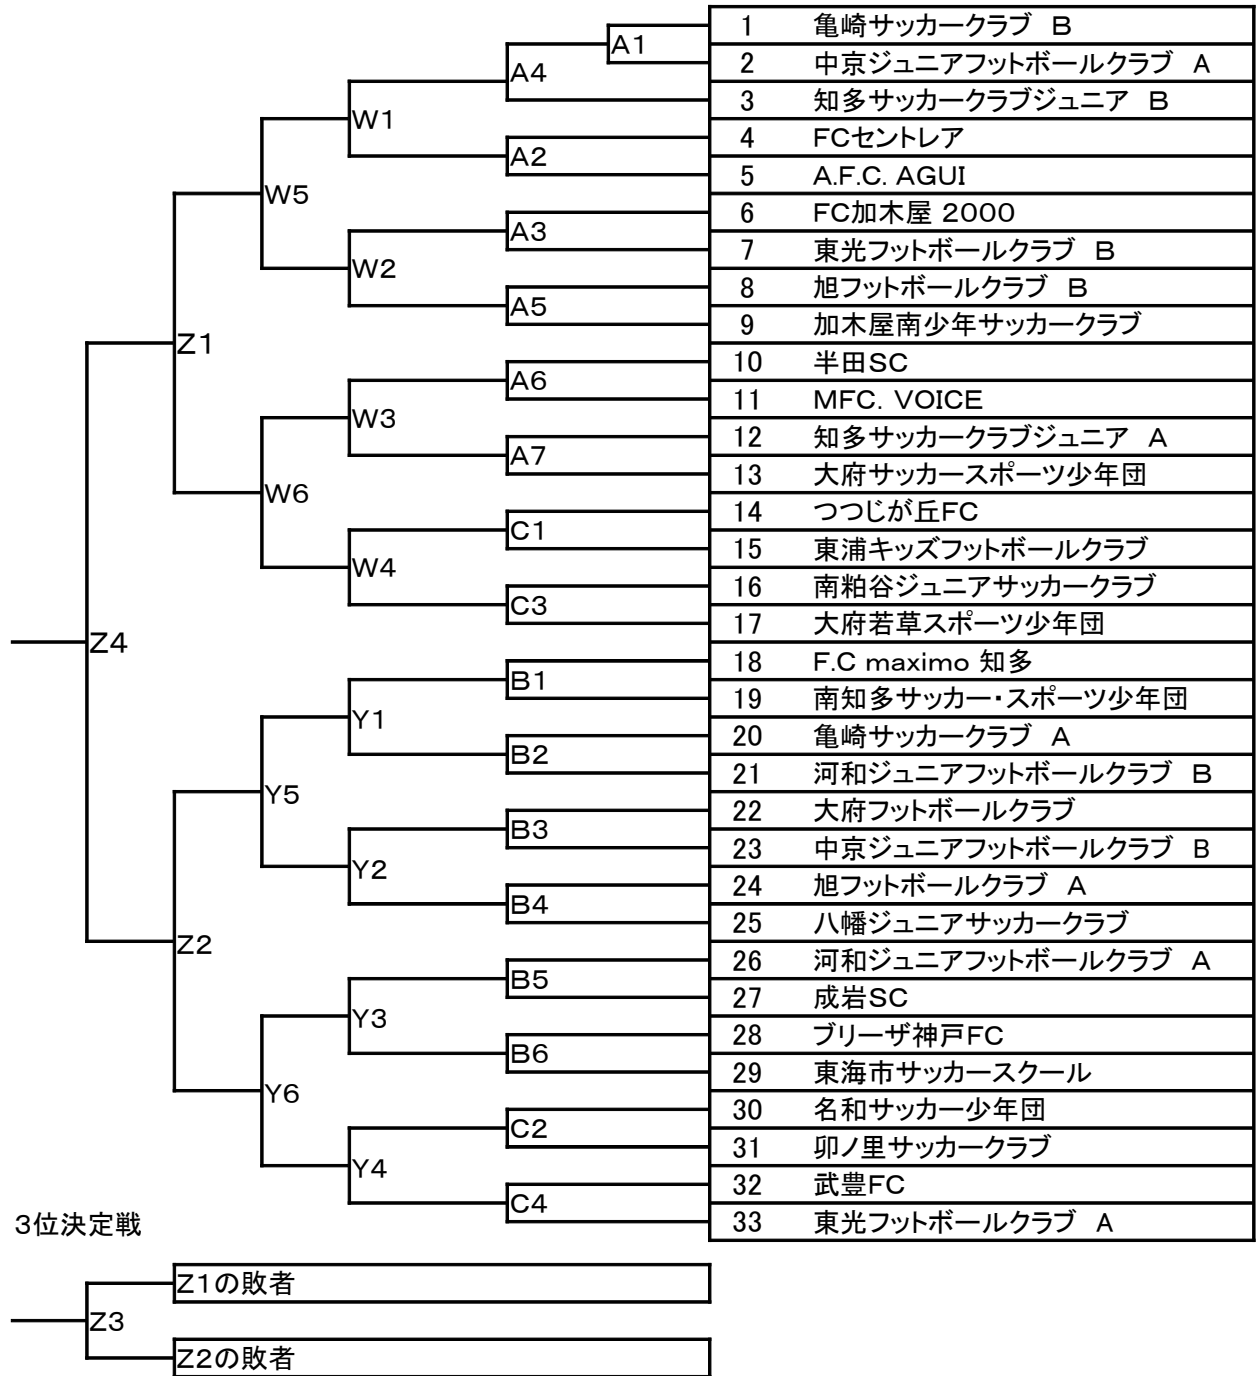 1 亀崎サッカークラブ B
A1
2 中京ジュニアフットボールクラブ A
A4
3 知多サッカークラブジュニア B
W1
4 FCセントレア
A2
5 A.F.C. AGUI
W5
6 FC加木屋 2000
A3
7 東光フットボールクラブ B
W2
8 旭フットボールクラブ B
A5
9 加木屋南少年サッカークラブ
Z1
10 半田SC
A6
11 MFC. VOICE
W3
12 知多サッカークラブジュニア A
A7
13 大府サッカースポーツ少年団
W6
14 つつじが丘FC
C1
15 東浦キッズフットボールクラブ
W4
16 南粕谷ジュニアサッカークラブ
C3
17 大府若草スポーツ少年団
Z4
18 F.C maximo 知多
B1
19 南知多サッカー・スポーツ少年団
Y1
20 亀崎サッカークラブ A
B2
21 河和ジュニアフットボールクラブ B
Y5
22 大府フットボールクラブ
B3
23 中京ジュニアフットボールクラブ B
Y2
24 旭フットボールクラブ A
B4
25 八幡ジュニアサッカークラブ
Z2
26 河和ジュニアフットボールクラブ A
B5
27 成岩SC
Y3
28 ブリーザ神戸FC
B6
29 東海市サッカースクール
Y6
30 名和サッカー少年団
C2
31 卯ノ里サッカークラブ
Y4
32 武豊FC
C4
33 東光フットボールクラブ A
3位決定戦
Z1の敗者
Z3
Z2の敗者